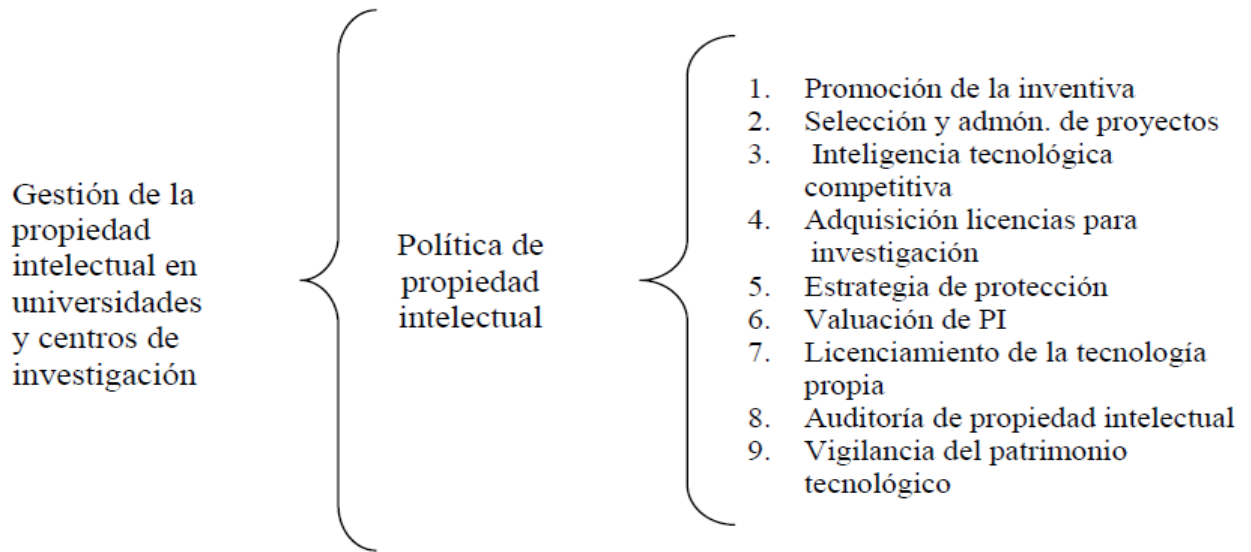 Gestión de la
propiedad
intelectual en
universidades
y centros de
investigación
Política de
propiedad
intelectual
1. Promoción de la inventiva
2. Selección y admón. de proyectos
3. Inteligencia tecnológica
competitiva
4. Adquisición licencias para
investigación
5. Estrategia de protección
6. Valuación de PI
7. Licenciamiento de la tecnología
propia
8. Auditoría de propiedad intelectual
9. Vigilancia del patrimonio
tecnológico